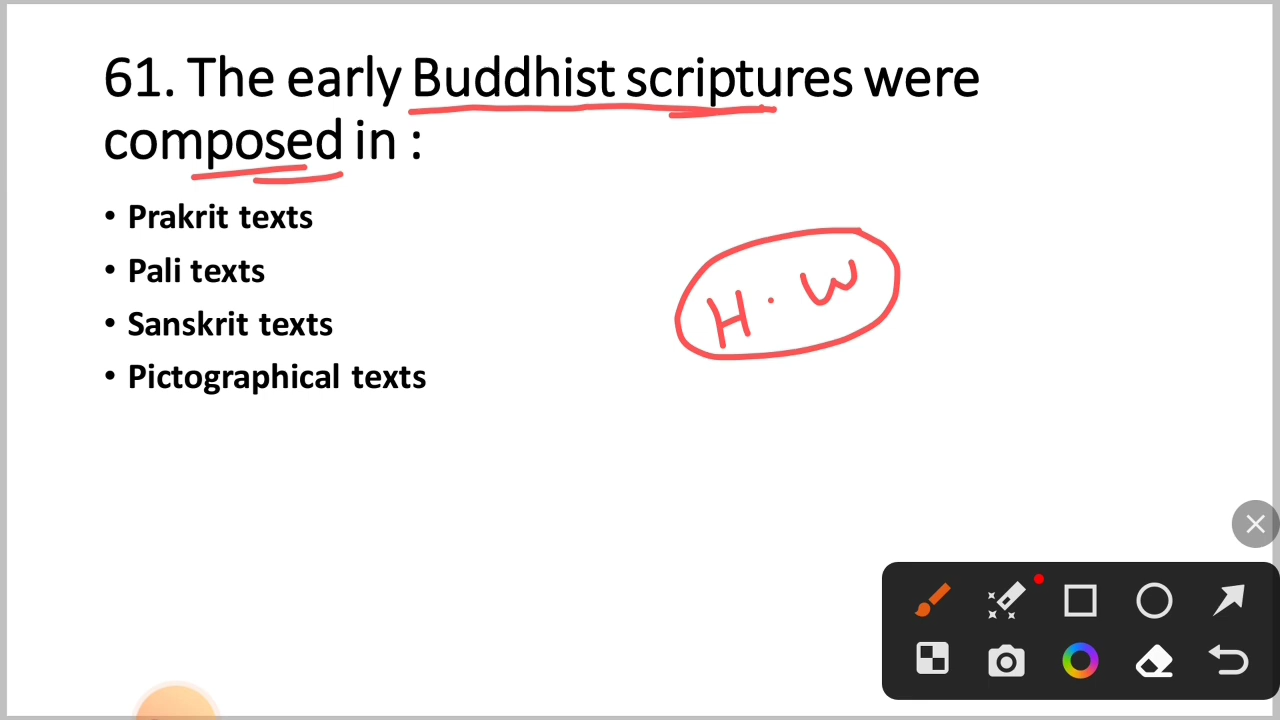 61. The early Buddhist scriptures were
composed in :
• Prakrit texts
• Pali texts
• Sanskrit texts
• Pictographical texts
H. W